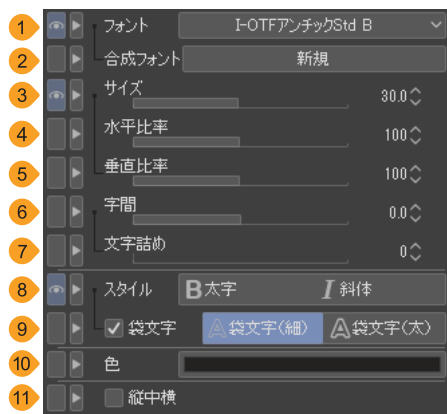 1 フォント I-OTFアンチックStd B
2 合成フォント 新規
3 サイズ 30.0
4 水平比率 100
5 垂直比率 100
6 字間 0.0
7 文字詰め 0
8 スタイル B 太字 I 斜体
9 袋文字 A 袋文字(細) A 袋文字(太)
10 色
11 縦中横